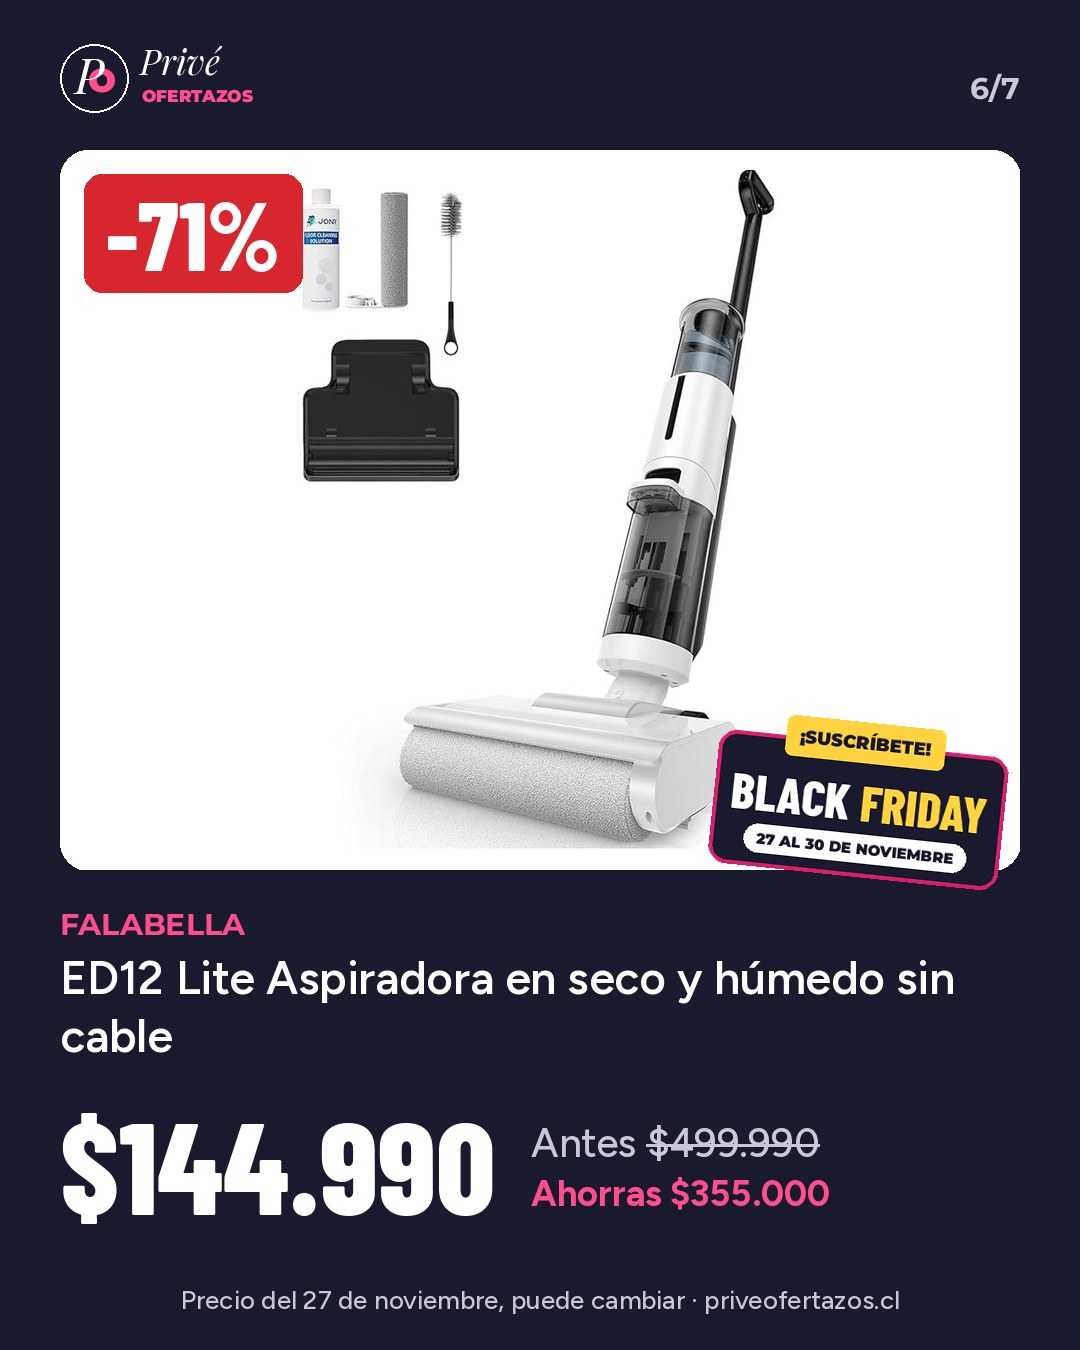 Privé
OFERTAZOS
6/7
-71%
JONY
FLOOR CLEANING
SOLUTION
¡SUSCRÍBETE!
BLACK FRIDAY
27 AL 30 DE NOVIEMBRE
FALABELLA
ED12 Lite Aspiradora en seco y húmedo sin
cable
$144.990
Antes $499.990
Ahorras $355.000
Precio del 27 de noviembre, puede cambiar · priveofertazos.cl